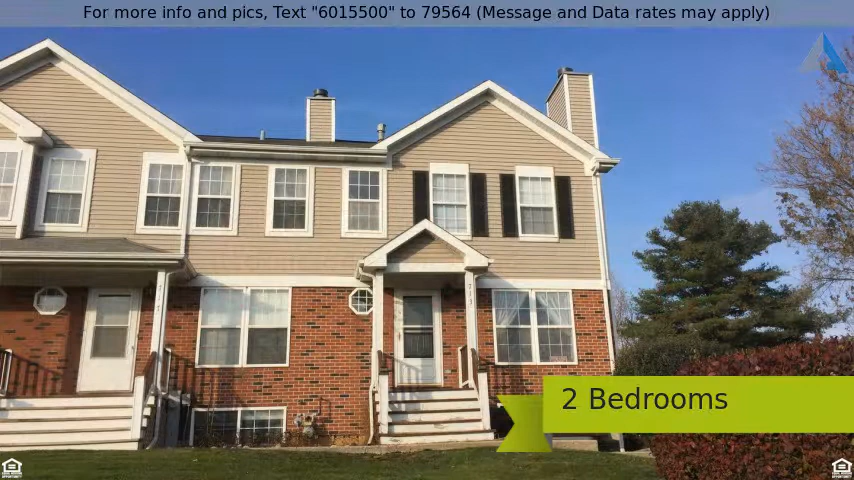 For more info and pics, Text "6015500" to 79564 (Message and Data rates may apply)
2 Bedrooms